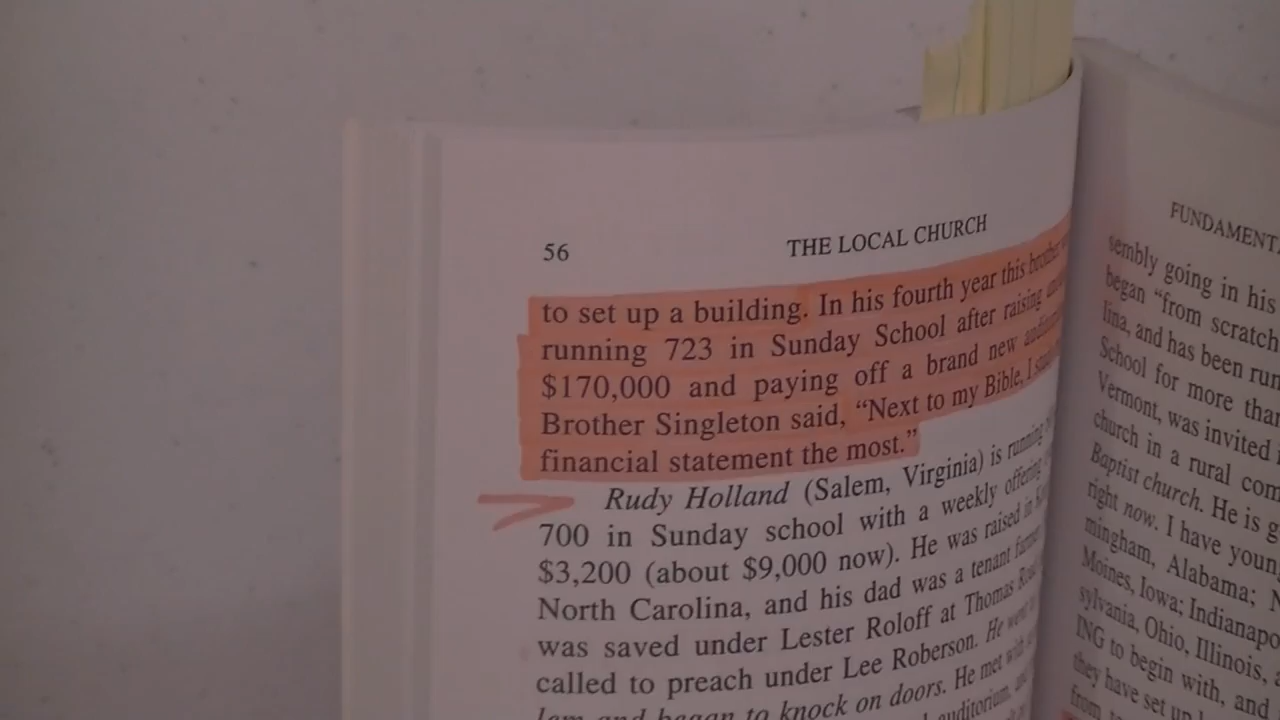 56 THE LOCAL CHURCH
to set up a building. In his fourth year this brother
running 723 in Sunday School after raising
$170,000 and paying off a brand new
Brother Singleton said, “Next to my Bible, I
financial statement the most.”
Rudy Holland (Salem, Virginia) is running
700 in Sunday school with a weekly offering
$3,200 (about $9,000 now). He was raised in
North Carolina, and his dad was a tenant
was saved under Lester Roloff at Thomas
called to preach under Lee Roberson. He
and began to knock on doors. He met
auditorium,
FUNDAMENT
sembly going in his
began “from scratch
lina, and has been run
School for more than
Vermont, was invited
church in a rural com
Baptist church. He is g
right now. I have youn
mingham, Alabama; N
Moines, Iowa; Indianapo
sylvania, Ohio, Illinois,
ING to begin with, and
they have set up
from